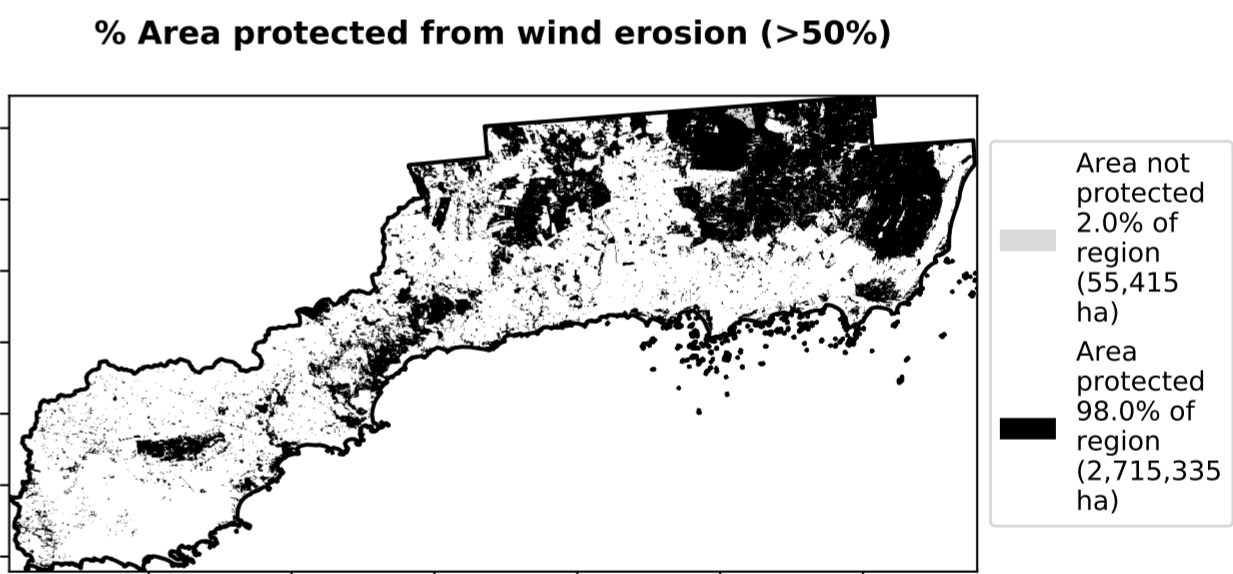 % Area protected from wind erosion (>50%)
Area not
protected
2.0% of
region
(55,415
ha)
Area
protected
98.0% of
region
(2,715,335
ha)